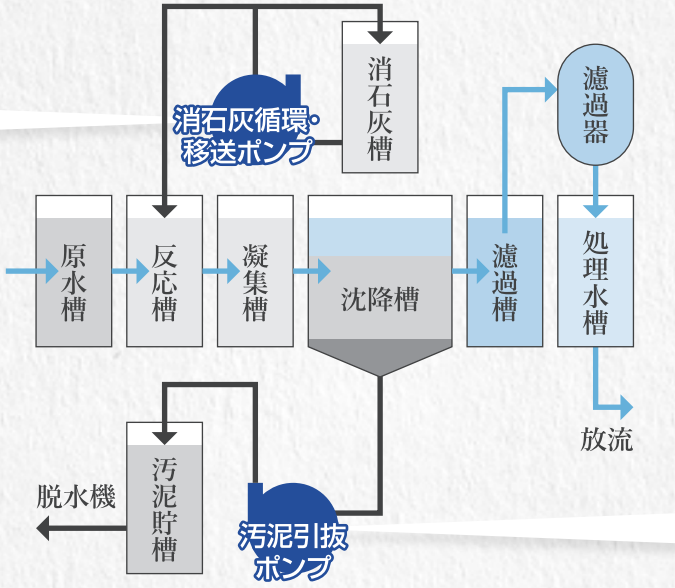 消石灰槽
消石灰循環・
移送ポンプ
濾過器
原水槽
反応槽
凝集槽
沈降槽
濾過槽
処理水槽
放流
汚泥貯槽
脱水機
汚泥引抜
ポンプ